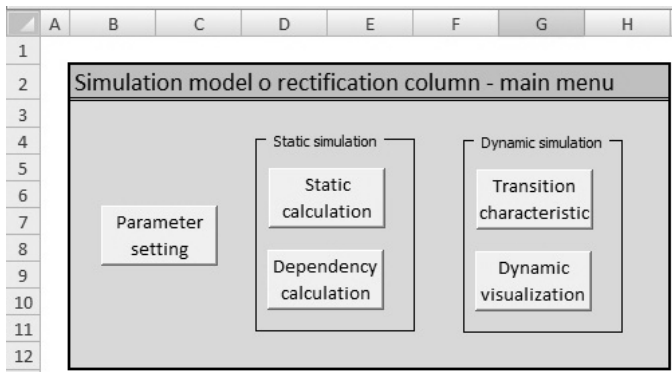 A B C D E F G H
1
2 Simulation model o rectification column - main menu
3
4 Static simulation Dynamic simulation
5
6 Static Transition
7 Parameter calculation characteristic
8 setting
9 Dependency Dynamic
10 calculation visualization
11
12